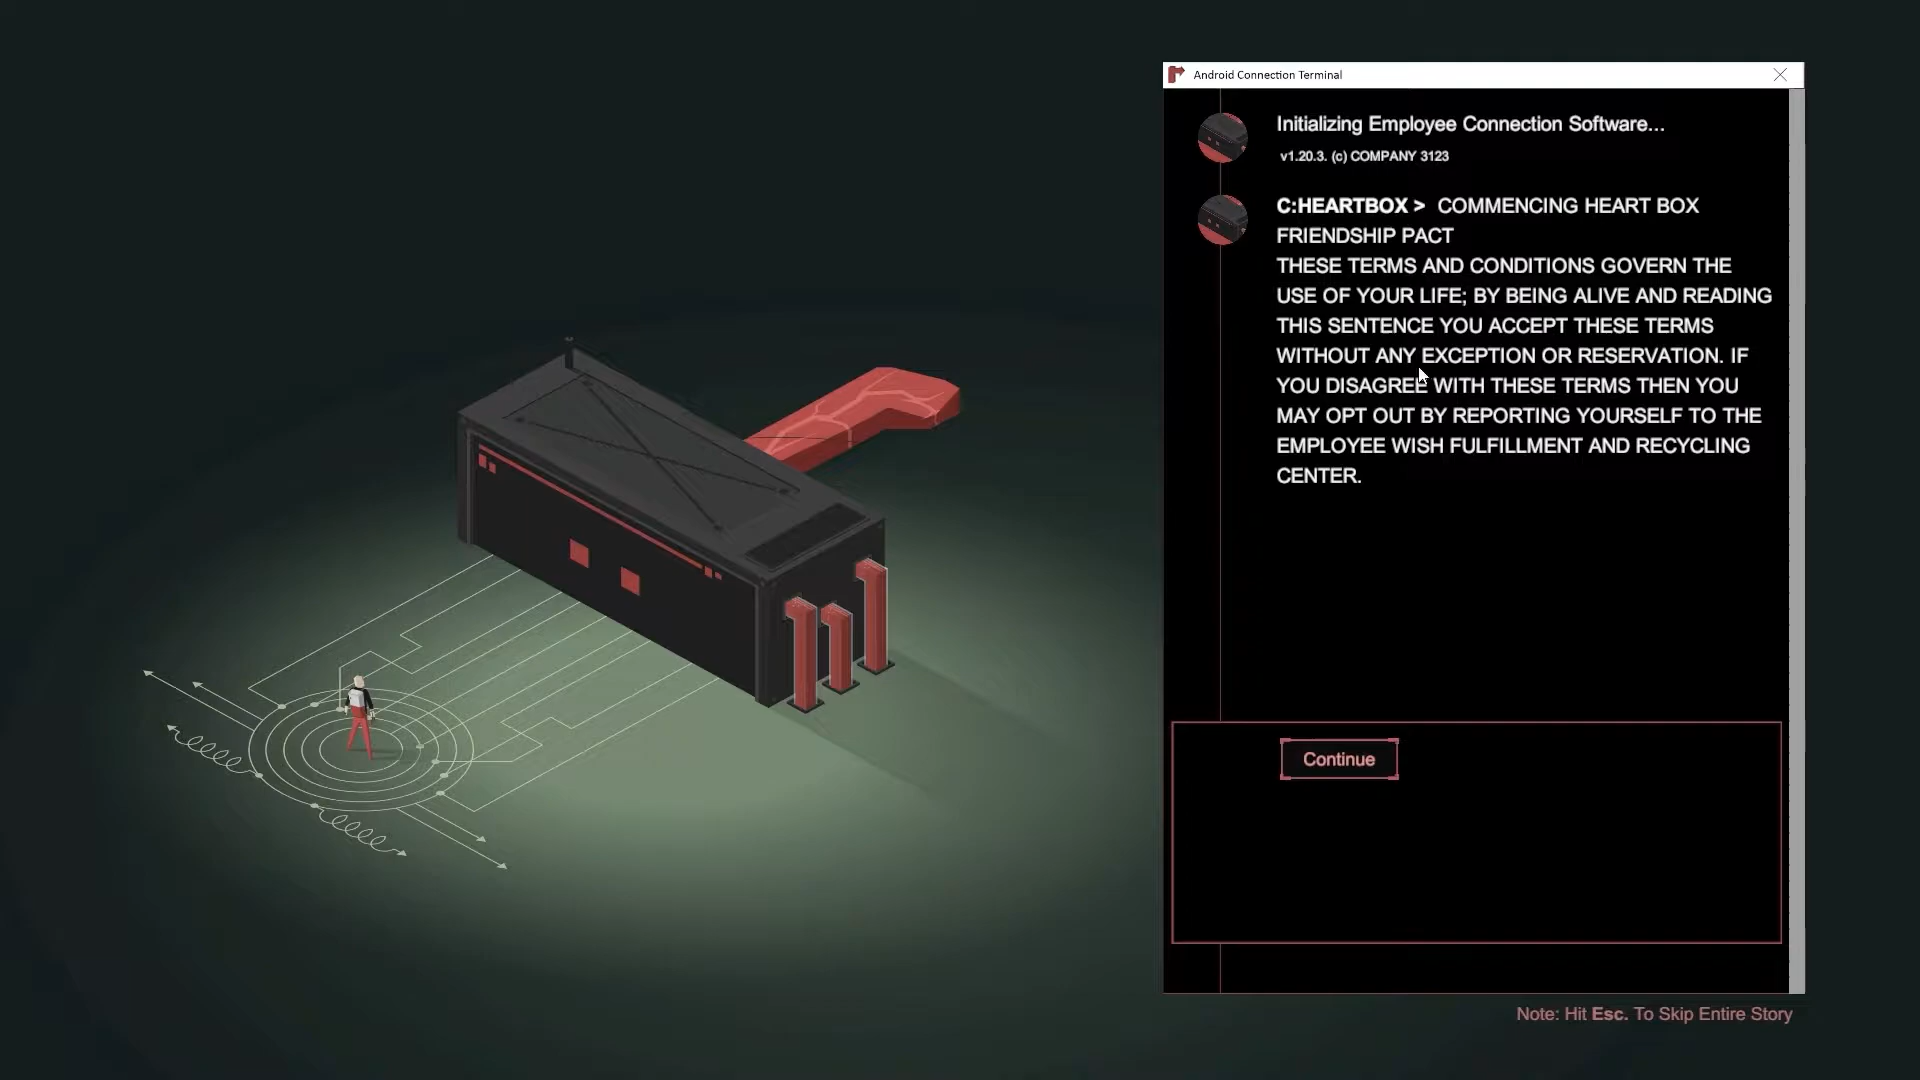 Android Connection Terminal
Initializing Employee Connection Software...
v1.20.3. (c) COMPANY 3123
C:HEARTBOX > COMMENCING HEART BOX
FRIENDSHIP PACT
THESE TERMS AND CONDITIONS GOVERN THE
USE OF YOUR LIFE; BY BEING ALIVE AND READING
THIS SENTENCE YOU ACCEPT THESE TERMS
WITHOUT ANY EXCEPTION OR RESERVATION. IF
YOU DISAGREE WITH THESE TERMS THEN YOU
MAY OPT OUT BY REPORTING YOURSELF TO THE
EMPLOYEE WISH FULFILLMENT AND RECYCLING
CENTER.
Continue
Note: Hit Esc. To Skip Entire Story